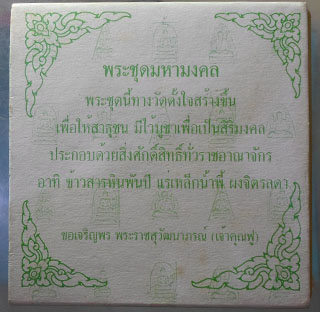 พระชุดมหามงคล
พระชุดนี้ทางวัดตั้งใจสร้างขึ้น
เพื่อให้สาธุชน มีไว้บูชาเพื่อเป็นสิริมงคล
ประกอบด้วยสิ่งศักดิ์สิทธิ์ทั่วราชอาณาจักร
อาทิ ข้าวสารหินพันปี แร่เหล็กน้ำพี้ ผงจิตรลดา
ขอเจริญพร พระราชสุวัฒนาภรณ์ (เจ้าคุณฟู)